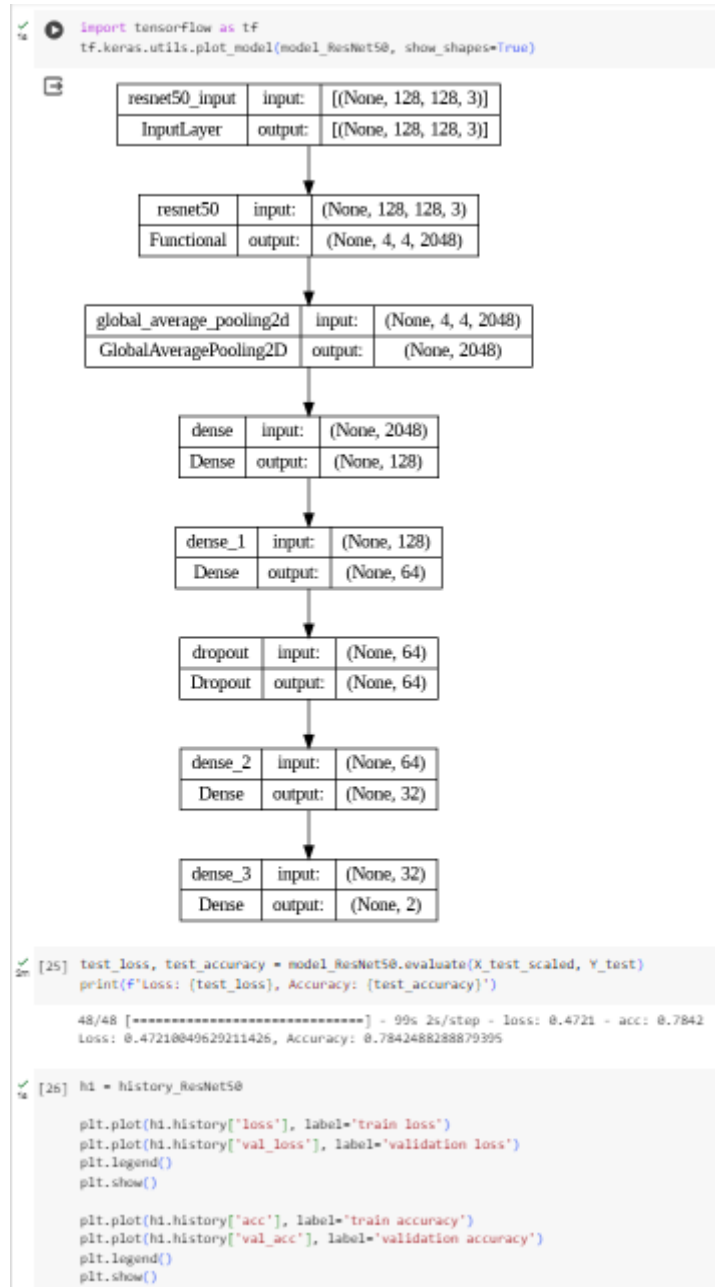 import tensorflow as tf
tf.keras.utils.plot_model(model_ResNet50, show_shapes=True)
resnet50_input input: [(None, 128, 128, 3)]
InputLayer output: [(None, 128, 128, 3)]
resnet50 input: (None, 128, 128, 3)
Functional output: (None, 4, 4, 2048)
global_average_pooling2d input: (None, 4, 4, 2048)
GlobalAveragePooling2D output: (None, 2048)
dense input: (None, 2048)
Dense output: (None, 128)
dense_1 input: (None, 128)
Dense output: (None, 64)
dropout input: (None, 64)
Dropout output: (None, 64)
dense_2 input: (None, 64)
Dense output: (None, 32)
dense_3 input: (None, 32)
Dense output: (None, 2)
[25] test_loss, test_accuracy = model_ResNet50.evaluate(X_test_scaled, Y_test)
print(f'Loss: {test_loss}, Accuracy: {test_accuracy}')
48/48 [==============================] - 99s 2s/step - loss: 0.4721 - acc: 0.7842
Loss: 0.47210049629211426, Accuracy: 0.7842488288879395
[26] h1 = history_ResNet50
plt.plot(h1.history['loss'], label='train loss')
plt.plot(h1.history['val_loss'], label='validation loss')
plt.legend()
plt.show()
plt.plot(h1.history['acc'], label='train accuracy')
plt.plot(h1.history['val_acc'], label='validation accuracy')
plt.legend()
plt.show()